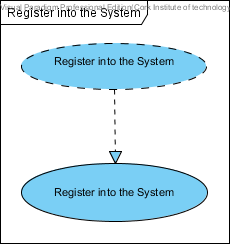 Visual Paradigm Professional Edition(Cork Institute of technology
Register into the System
Register into the System
Register into the System